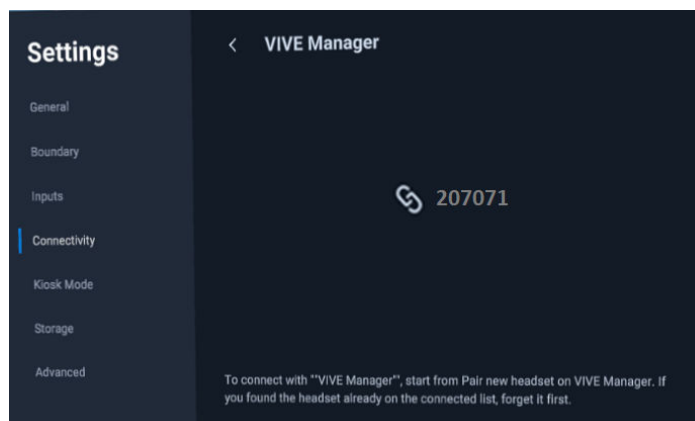 Settings
VIVE Manager
General
Boundary
Inputs
Connectivity
Kiosk Mode
Storage
Advanced
207071
To connect with ""VIVE Manager"", start from Pair new headset on VIVE Manager. If
you found the headset already on the connected list, forget it first.